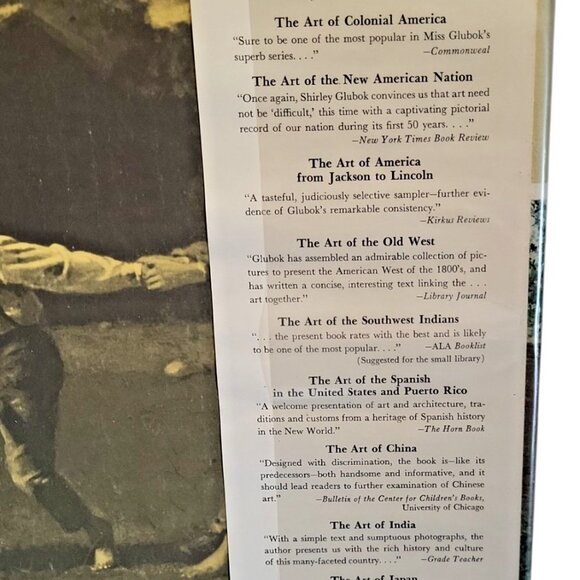 The Art of Colonial America
"Sure to be one of the most popular in Miss Glubok's
superb series. . . ." —Commonweal
The Art of the New American Nation
"Once again, Shirley Glubok convinces us that art need
not be 'difficult,' this time with a captivating pictorial
record of our nation during its first 50 years. . . ."
—New York Times Book Review
The Art of America
from Jackson to Lincoln
"A tasteful, judiciously selective sampler—further evi-
dence of Glubok's remarkable consistency."
—Kirkus Reviews
The Art of the Old West
"Glubok has assembled an admirable collection of pic-
tures to present the American West of the 1800's, and
has written a concise, interesting text linking the . . .
art together." —Library Journal
The Art of the Southwest Indians
". . . the present book rates with the best and is likely
to be one of the most popular. . . ." —ALA Booklist
(Suggested for the small library)
The Art of the Spanish
in the United States and Puerto Rico
"A welcome presentation of art and architecture, tra-
ditions and customs from a heritage of Spanish history
in the New World." —The Horn Book
The Art of China
"Designed with discrimination, the book is—like its
predecessors—both handsome and informative, and it
should lead readers to further examination of Chinese
art." —Bulletin of the Center for Children's Books,
University of Chicago
The Art of India
"With a simple text and sumptuous photographs, the
author presents us with the rich history and culture
of this many-faceted country. . . ." —Grade Teacher
The Art of Japan